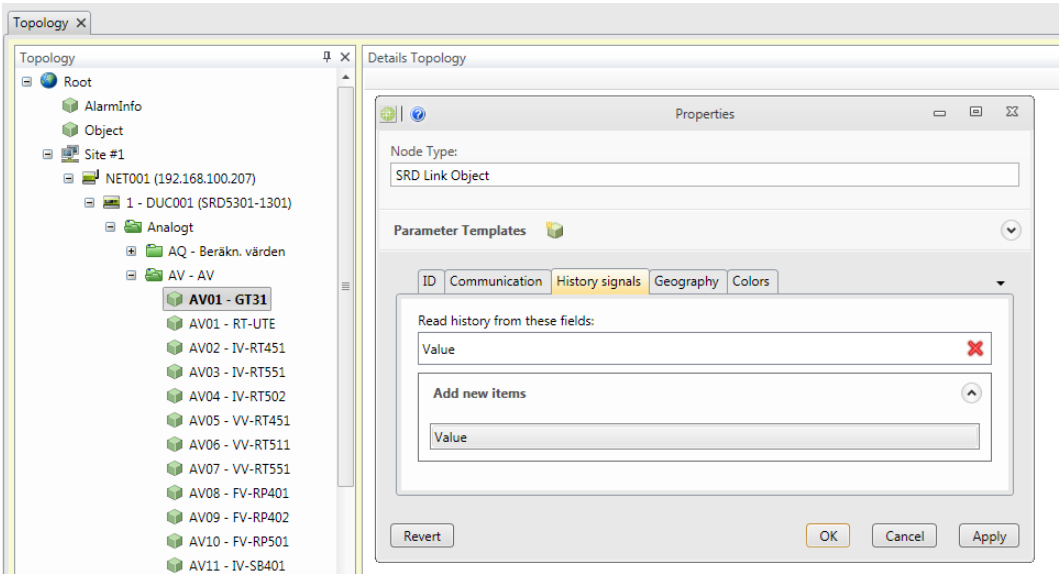 Topology
Topology
Root
AlarmInfo
Object
Site #1
NET001 (192.168.100.207)
1 - DUC001 (SRD5301-1301)
Analogt
AQ - Beräkn. värden
AV - AV
AV01 - GT31
AV01 - RT-UTE
AV02 - IV-RT451
AV03 - IV-RT551
AV04 - IV-RT502
AV05 - VV-RT451
AV06 - VV-RT511
AV07 - VV-RT551
AV08 - FV-RP401
AV09 - FV-RP402
AV10 - FV-RP501
AV11 - IV-SB401
Details Topology
Properties
Node Type:
SRD Link Object
Parameter Templates
ID Communication History signals Geography Colors
Read history from these fields:
Value
Add new items
Value
Revert OK Cancel Apply